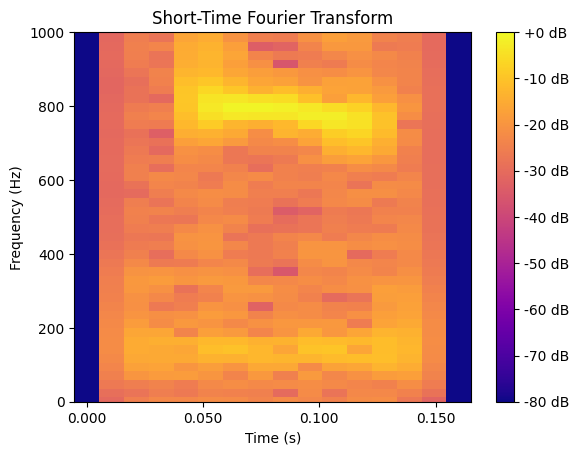 Short-Time Fourier Transform
1000
800
600
400
200
0
Frequency (Hz)
0.000
0.050
0.100
0.150
Time (s)
+0 dB
-10 dB
-20 dB
-30 dB
-40 dB
-50 dB
-60 dB
-70 dB
-80 dB